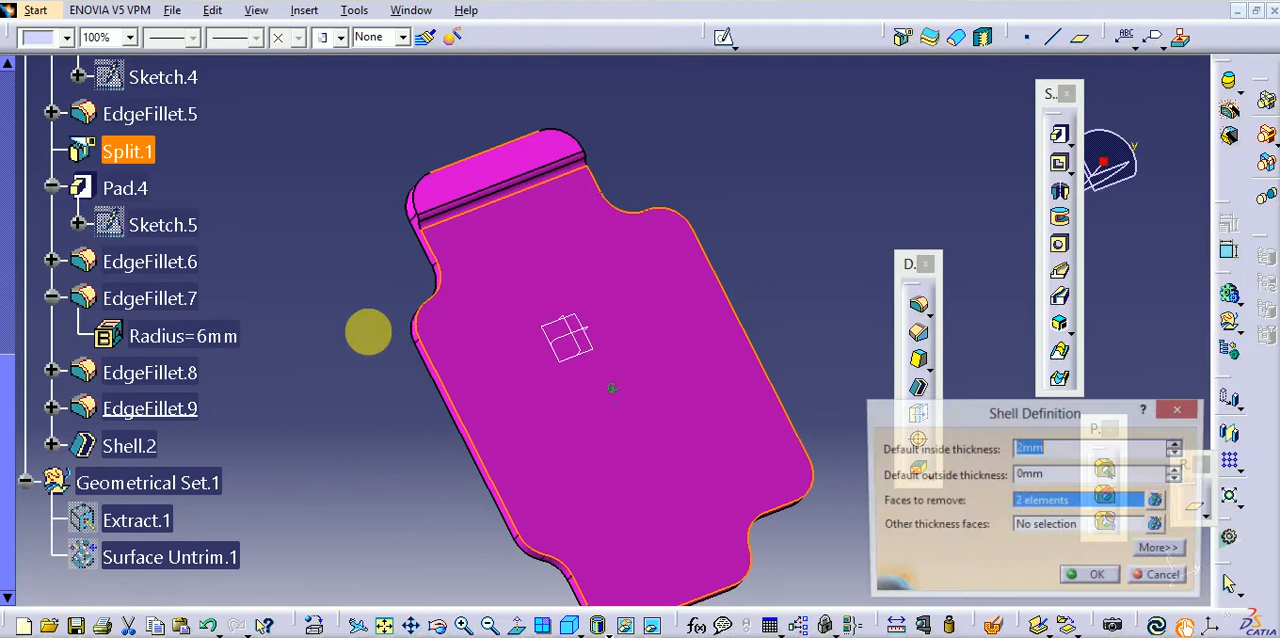 Start ENOVIA V5 VPM File Edit View Insert Tools Window Help
100% None
ABC
Sketch.4
EdgeFillet.5
Split.1
Pad.4
Sketch.5
EdgeFillet.6
EdgeFillet.7
Radius=6mm
EdgeFillet.8
EdgeFillet.9
Shell.2
Geometrical Set.1
Extract.1
Surface Untrim.1
S..
y
D.
Shell Definition
Default inside thickness: 2mm
Default outside thickness: 0mm
Faces to remove: 2 elements
Other thickness faces: No selection
More>>
OK Cancel
P.
R.
f(x)
CATIA